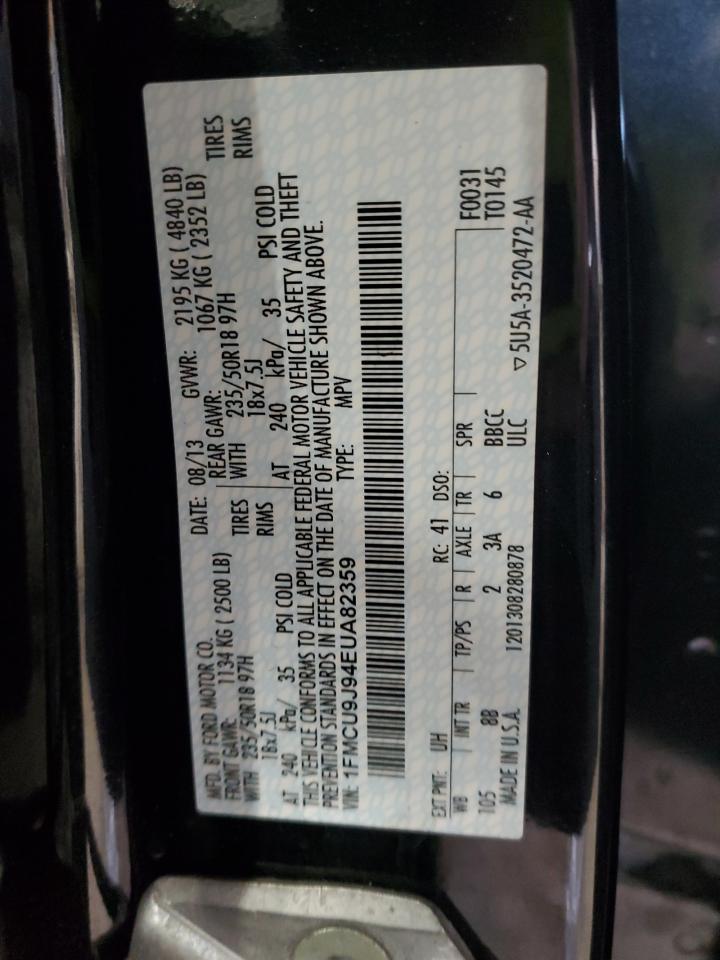 MFD. BY FORD MOTOR CO. DATE: 08/13 GVWR: 2195 KG ( 4840 LB)
FRONT GAWR: 1134 KG ( 2500 LB) REAR GAWR: 1067 KG ( 2352 LB)
WITH 235/50R18 97H TIRES WITH 235/50R18 97H TIRES
18x7.5J RIMS 18x7.5J RIMS
AT 240 kPa/ 35 PSI COLD AT 240 kPa/ 35 PSI COLD
THIS VEHICLE CONFORMS TO ALL APPLICABLE FEDERAL MOTOR VEHICLE SAFETY AND THEFT
PREVENTION STANDARDS IN EFFECT ON THE DATE OF MANUFACTURE SHOWN ABOVE.
VIN: 1FMCU9J94EUA82359 TYPE: MPV
EXT PNT: UH RC: 41 DSO: F0031
WB INT TR TP/PS R AXLE TR SPR T0145
105 8B 2 3A 6 BBCC
MADE IN U.S.A. 1201308280878 ULC ▽5U5A-3520472-AA